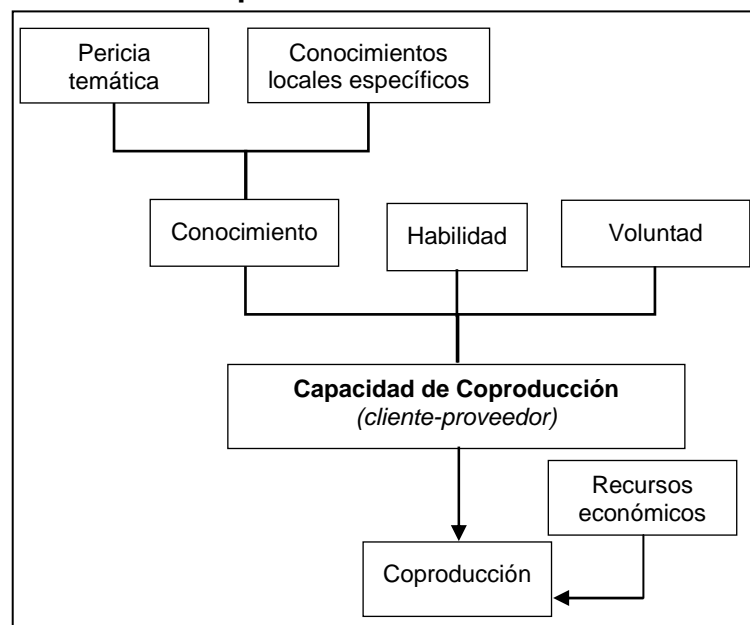 Pericia
temática
Conocimientos
locales específicos
Conocimiento
Habilidad
Voluntad
Capacidad de Coproducción
(cliente-proveedor)
Recursos
económicos
Coproducción